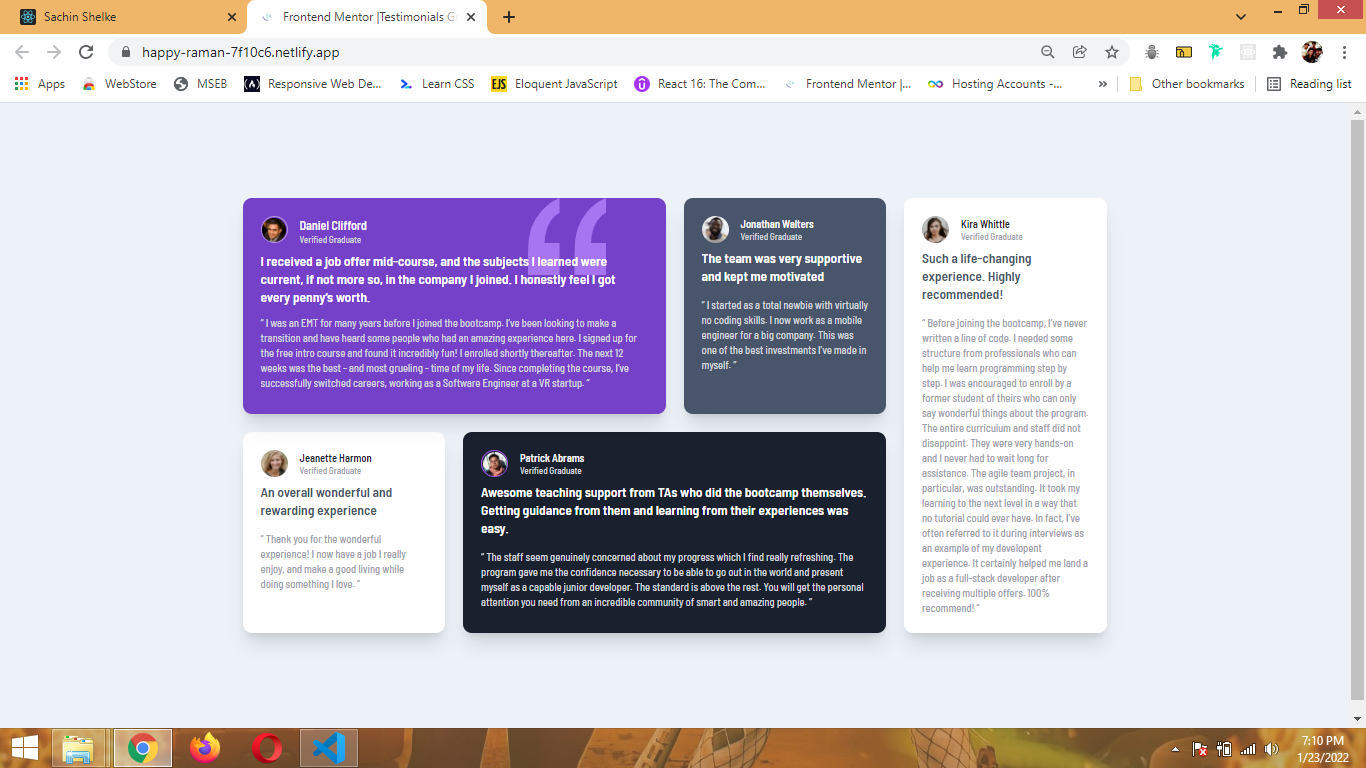 Sachin Shelke
Frontend Mentor |Testimonials G
happy-raman-7f10c6.netlify.app
Apps
WebStore
MSEB
Responsive Web De...
Learn CSS
EJS
Eloquent JavaScript
React 16: The Com...
Frontend Mentor |...
Hosting Accounts -...
»
Other bookmarks
Reading list
Daniel Clifford
Verified Graduate
I received a job offer mid-course, and the subjects I learned were
current, if not more so, in the company I joined. I honestly feel I got
every penny’s worth.
“ I was an EMT for many years before I joined the bootcamp. I’ve been looking to make a
transition and have heard some people who had an amazing experience here. I signed up for
the free intro course and found it incredibly fun! I enrolled shortly thereafter. The next 12
weeks was the best - and most grueling - time of my life. Since completing the course, I’ve
successfully switched careers, working as a Software Engineer at a VR startup. ”
Jonathan Walters
Verified Graduate
The team was very supportive
and kept me motivated
“ I started as a total newbie with virtually
no coding skills. I now work as a mobile
engineer for a big company. This was
one of the best investments I’ve made in
myself. ”
Kira Whittle
Verified Graduate
Such a life-changing
experience. Highly
recommended!
“ Before joining the bootcamp, I’ve never
written a line of code. I needed some
structure from professionals who can
help me learn programming step by
step. I was encouraged to enroll by a
former student of theirs who can only
say wonderful things about the program.
The entire curriculum and staff did not
disappoint. They were very hands-on
and I never had to wait long for
assistance. The agile team project, in
particular, was outstanding. It took my
learning to the next level in a way that
no tutorial could ever have. In fact, I’ve
often referred to it during interviews as
an example of my developent
experience. It certainly helped me land a
job as a full-stack developer after
receiving multiple offers. 100%
recommend! ”
Jeanette Harmon
Verified Graduate
An overall wonderful and
rewarding experience
“ Thank you for the wonderful
experience! I now have a job I really
enjoy, and make a good living while
doing something I love. ”
Patrick Abrams
Verified Graduate
Awesome teaching support from TAs who did the bootcamp themselves.
Getting guidance from them and learning from their experiences was
easy.
“ The staff seem genuinely concerned about my progress which I find really refreshing. The
program gave me the confidence necessary to be able to go out in the world and present
myself as a capable junior developer. The standard is above the rest. You will get the personal
attention you need from an incredible community of smart and amazing people. ”
7:10 PM
1/23/2022